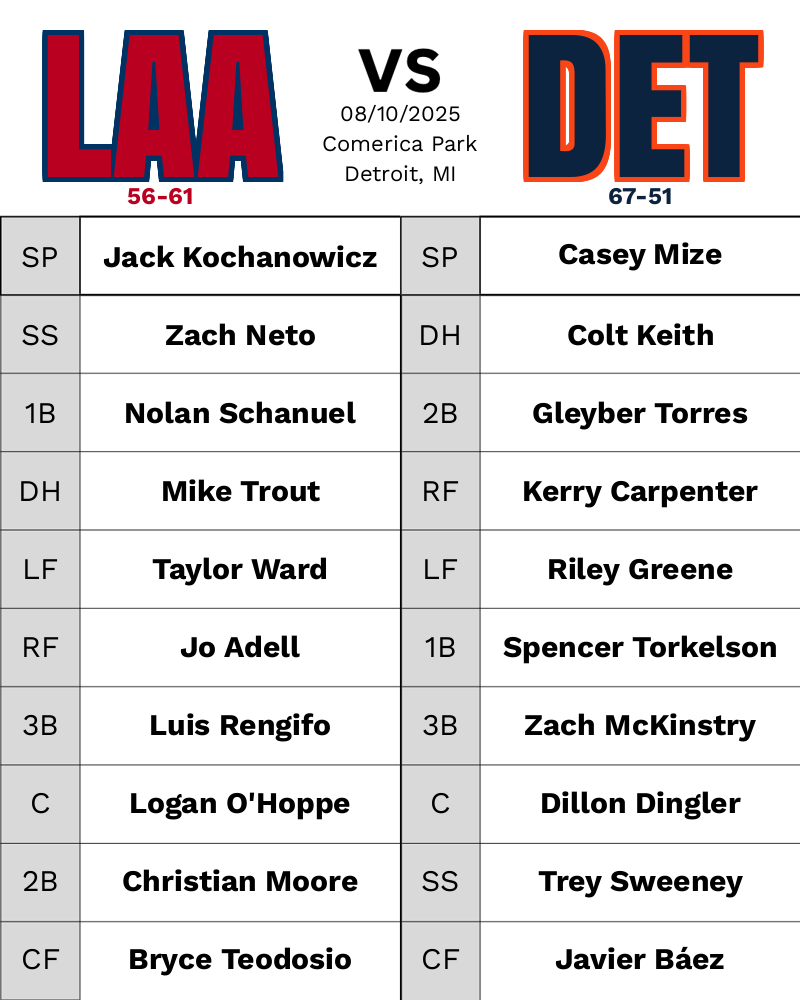 LAA
VS
DET
08/10/2025
Comerica Park
Detroit, MI
56-61
67-51
SP Jack Kochanowicz SP Casey Mize
SS Zach Neto DH Colt Keith
1B Nolan Schanuel 2B Gleyber Torres
DH Mike Trout RF Kerry Carpenter
LF Taylor Ward LF Riley Greene
RF Jo Adell 1B Spencer Torkelson
3B Luis Rengifo 3B Zach McKinstry
C Logan O'Hoppe C Dillon Dingler
2B Christian Moore SS Trey Sweeney
CF Bryce Teodosio CF Javier Báez